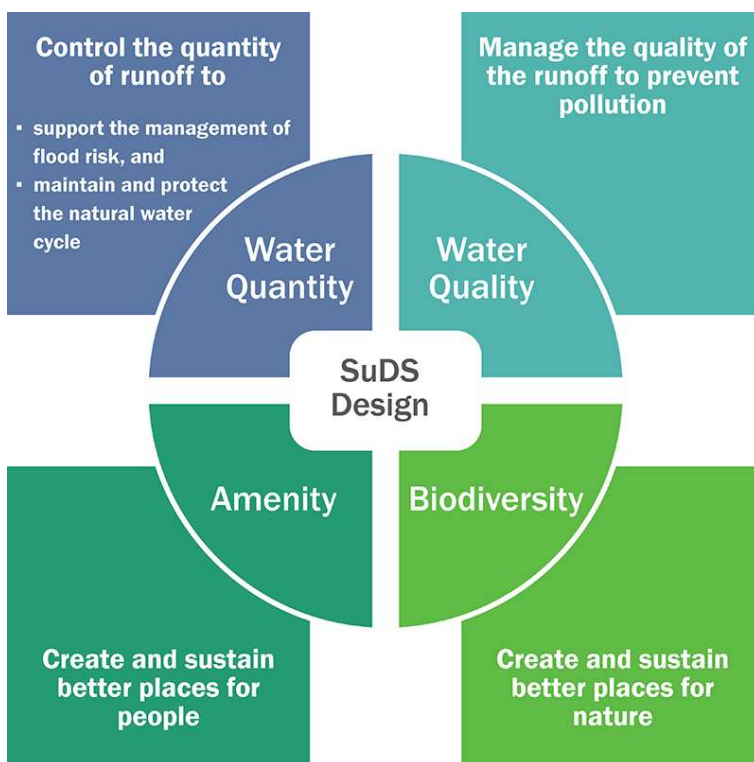 Control the quantity
of runoff to
▪ support the management of
flood risk, and
▪ maintain and protect
the natural water
cycle
Water
Quantity
Manage the quality of
the runoff to prevent
pollution
Water
Quality
SuDS
Design
Amenity
Create and sustain
better places for
people
Biodiversity
Create and sustain
better places for
nature